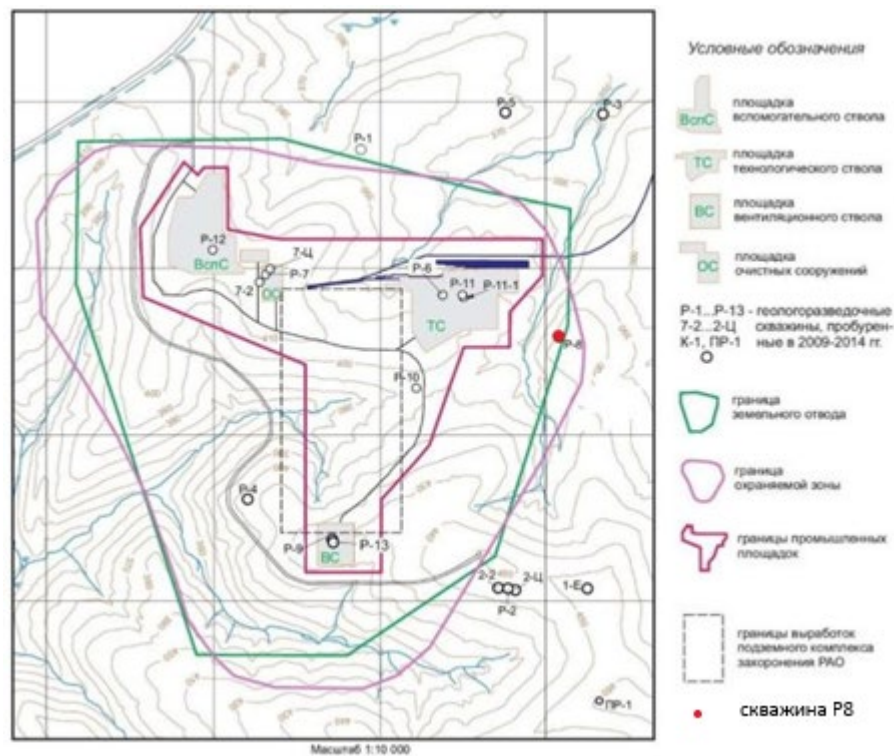 P-5
P-3
P-1
P-12
7-Ц
P-7
ВспС
7-2
ОС
P-6
P-11
P-11-1
ТС
P-8
P-10
P-4
P-9
P-13
ВС
2-2
2-Ц
1-Е
P-2
ПР-1
Масштаб 1:10 000
Условные обозначения
ВспС
площадка
вспомогательного ствола
ТС
площадка
технологического ствола
ВС
площадка
вентиляционного ствола
ОС
площадка
очистных сооружений
Р-1...Р-13 - геологоразведочные
7-2...2-Ц скважины, пробурен-
К-1, ПР-1 ные в 2009-2014 гг.
граница
земельного отвода
граница
охраняемой зоны
границы промышленных
площадок
границы выработок
подземного комплекса
захоронения РАО
скважина Р8